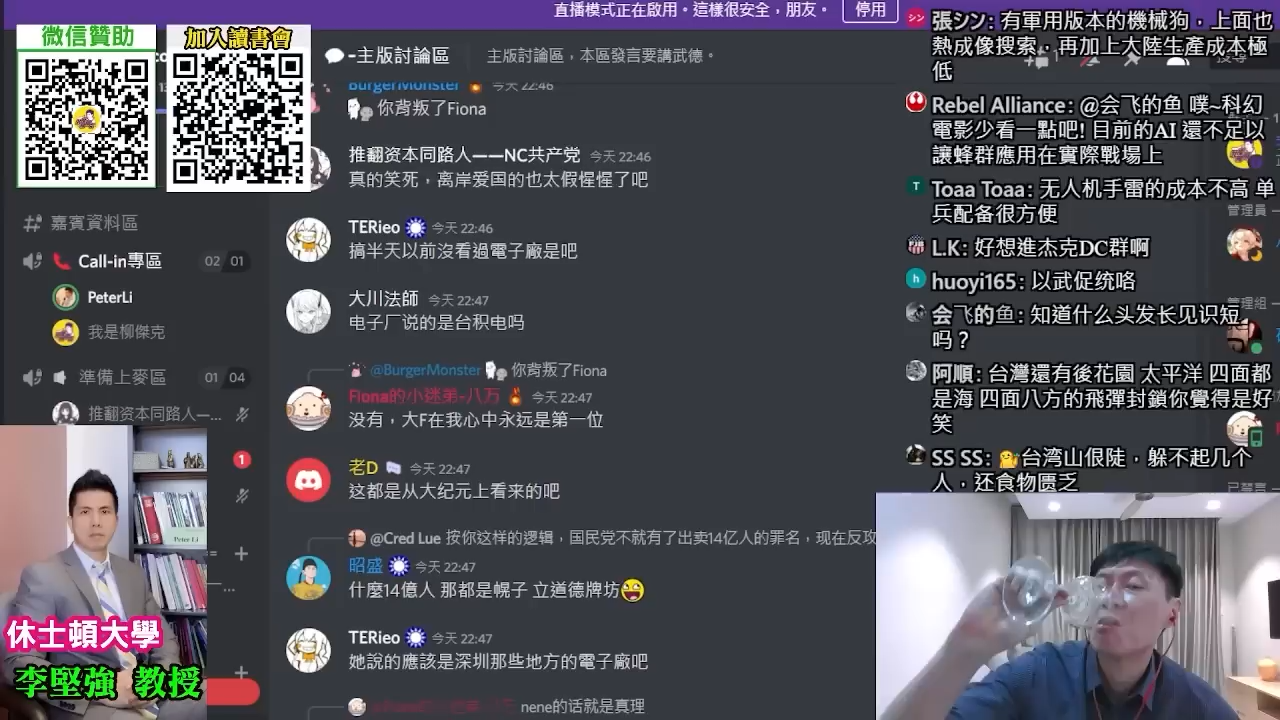 直播模式正在啟用。這樣很安全，朋友。
停用
微信贊助
加入讀書會
-主版討論區
主版討論區，本區發言要講武德。
BurgerMonster 今天 22:46
你背叛了Fiona
推翻资本同路人——NC共产党 今天 22:46
真的笑死，离岸爱国的也太假惺惺了吧
TERieo 今天 22:46
搞半天以前沒看過電子廠是吧
大川法師 今天 22:47
电子厂说的是台积电吗
@BurgerMonster 你背叛了Fiona
Fiona的小迷弟-八万 今天 22:47
没有，大F在我心中永远是第一位
老D 今天 22:47
这都是从大纪元上看来的吧
@Cred Lue 按你这样的逻辑，国民党不就有了出卖14亿人的罪名，现在反攻
昭盛 今天 22:47
什麼14億人 那都是幌子 立道德牌坊
TERieo 今天 22:47
她說的應該是深圳那些地方的電子廠吧
nene的话就是真理
嘉賓資料區
Call-in專區 02 01
PeterLi
我是柳傑克
準備上麥區 01 04
推翻资本同路人—...
1
Peter Li
休士頓大學
李堅強 教授
張シン: 有軍用版本的機械狗，上面也
熱成像搜索，再加上大陸生產成本極
低
Rebel Alliance: @会飞的鱼 噗~科幻
電影少看一點吧! 目前的AI 還不足以
讓蜂群應用在實際戰場上
Toaa Toaa: 无人机手雷的成本不高 单
兵配备很方便
L.K: 好想進杰克DC群啊
huoyi165: 以武促统咯
会飞的鱼: 知道什么头发长见识短
吗？
阿順: 台灣還有後花園 太平洋 四面都
是海 四面八方的飛彈封鎖你覺得是好
笑
SS SS: 台湾山很陡，躲不起几个
人，还食物匮乏
管理員
管理組